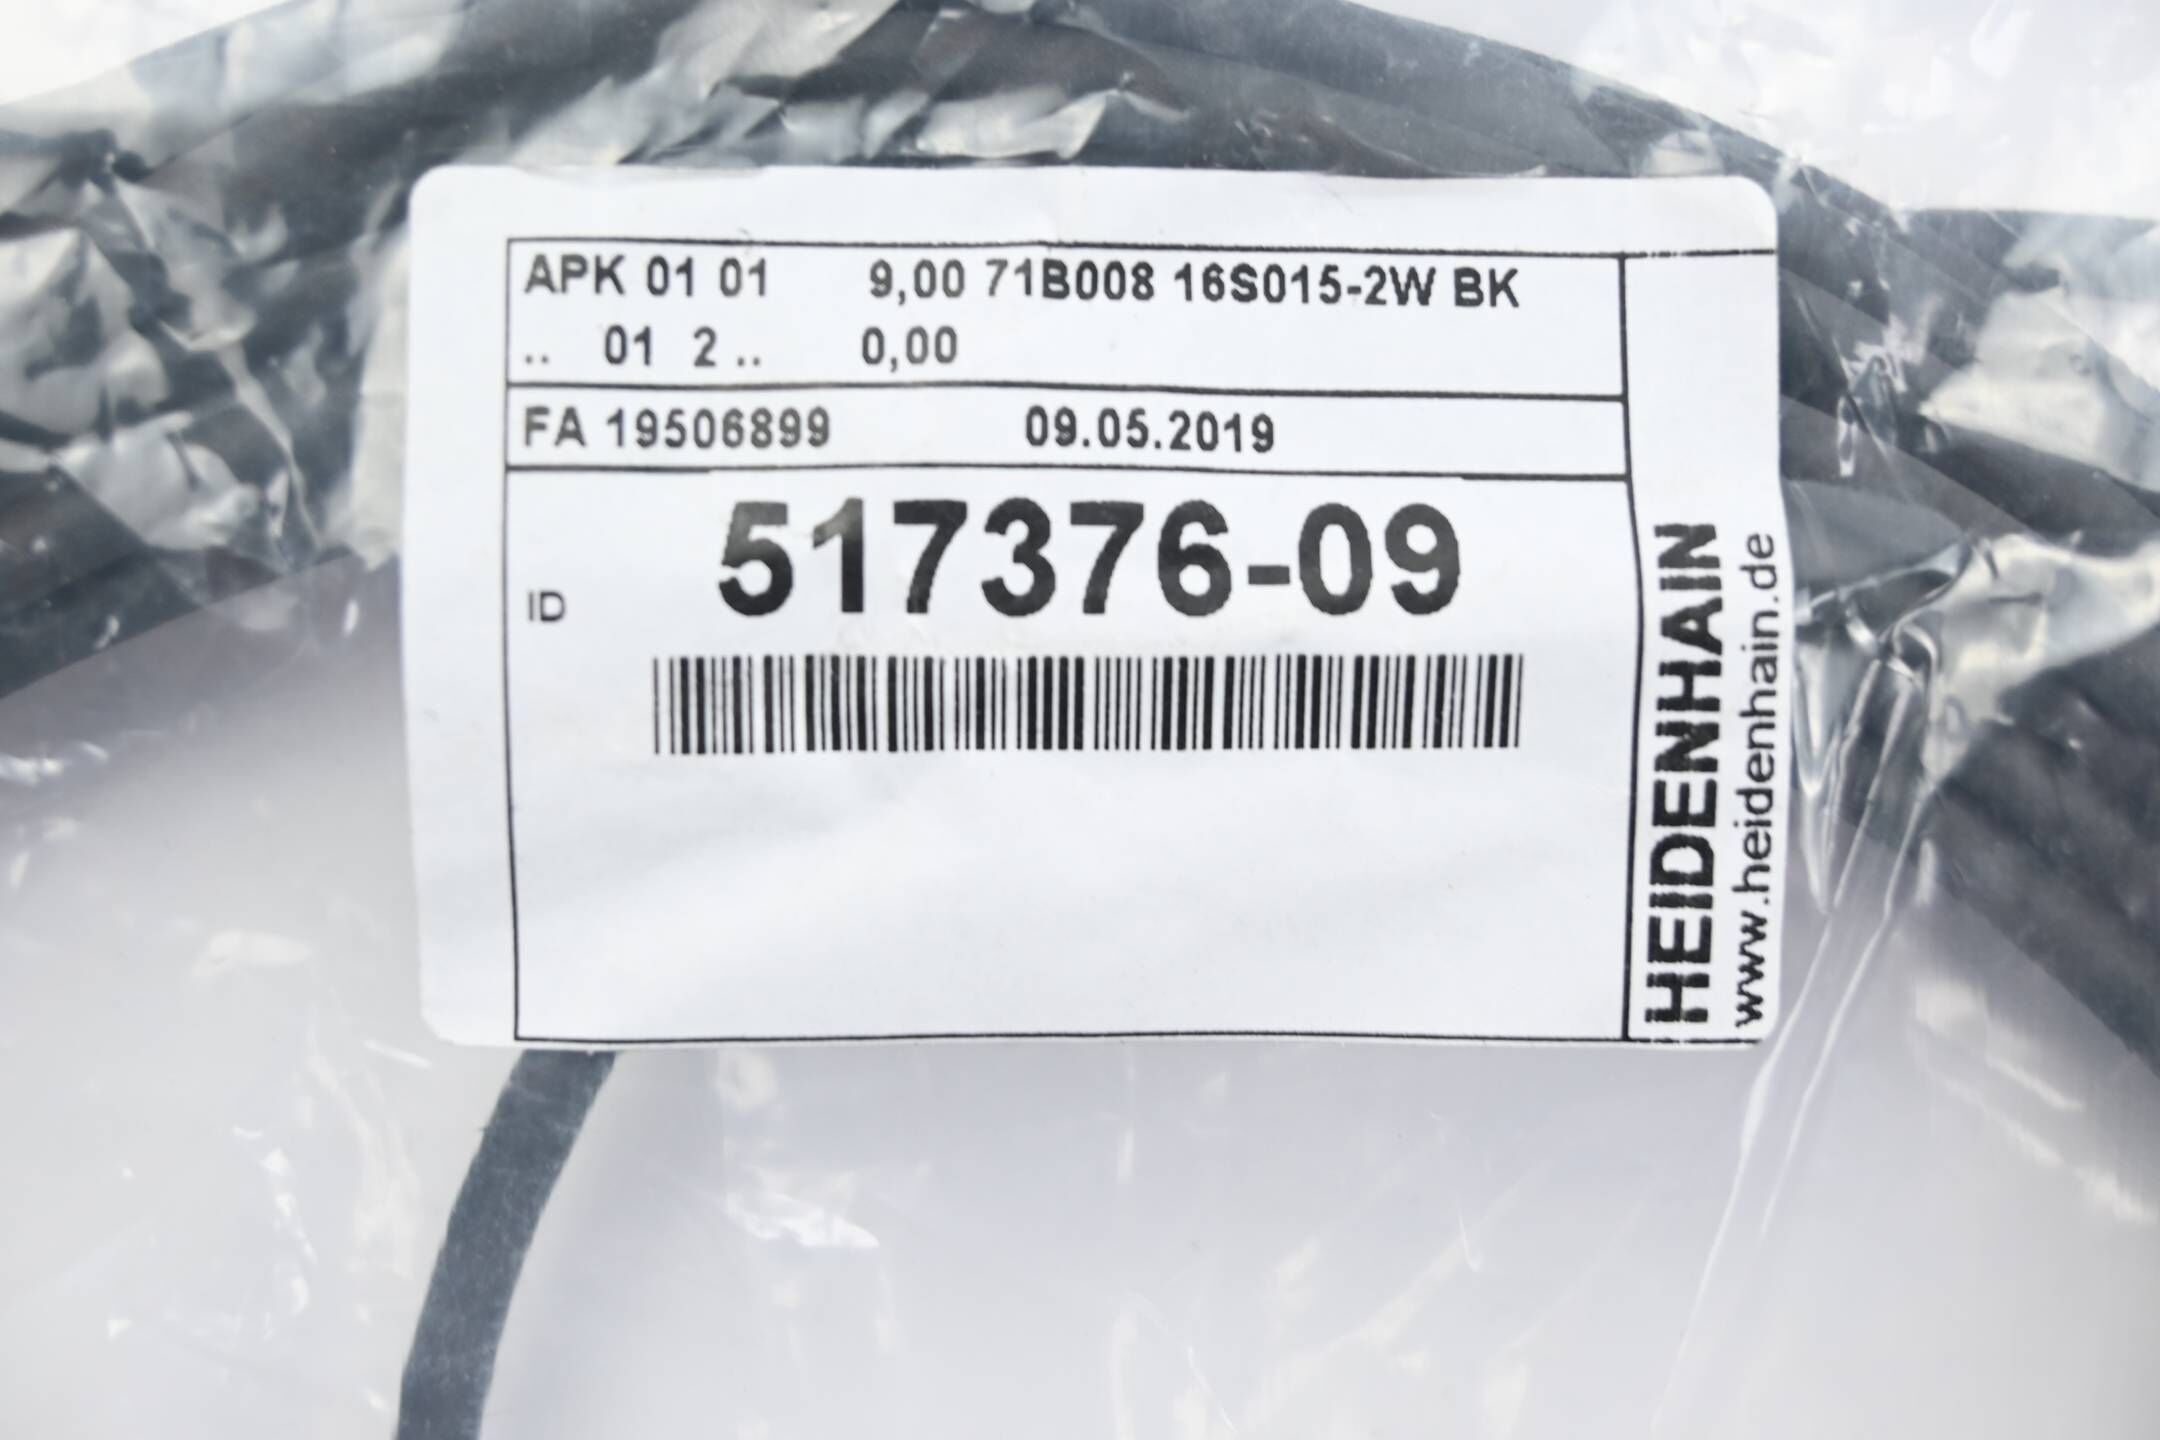 APK 01 01 9,00 71B008 16S015-2W BK
.. 01 2 .. 0,00
FA 19506899 09.05.2019
ID 517376-09
HEIDENHAIN
www.heidenhain.de